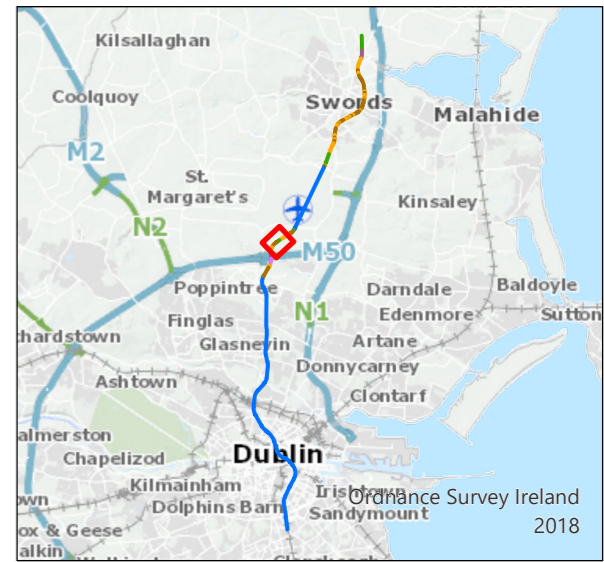 Kilsallaghan
Coolquoy
Swords
Malahide
M2
St.
Margaret's
Kinsaley
N2
M50
Poppintree
Darndale
Baldoyle
N1
Edenmore
Sutton
Finglas
chardstown
Glasnevin
Artane
Donnycarney
Ashtown
Clontarf
almerston
Dublin
Chapelizod
Kilmainham
Irishtown
Ordnance Survey Ireland
Dolphins Barn
Sandymount
2018
own
ox & Geese
alkin